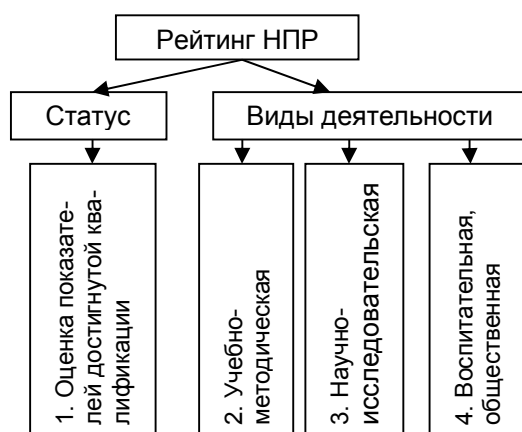 Рейтинг НПР
Статус
Виды деятельности
1. Оценка показате-
лей достигнутой ква-
лификации
2. Учебно-
методическая
3. Научно-
исследовательская
4. Воспитательная,
общественная